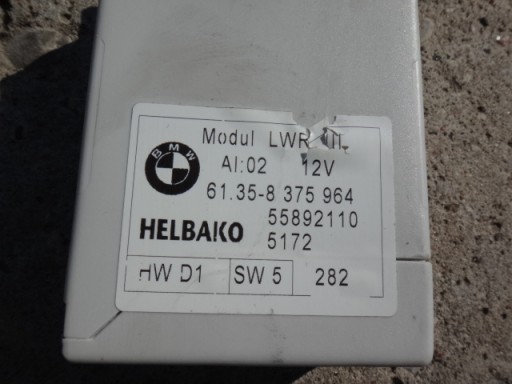 BMW
Modul LWR
AI:02 12V
61.35-8 375 964
55892110
HELBAKO
5172
HW D1 SW 5 282